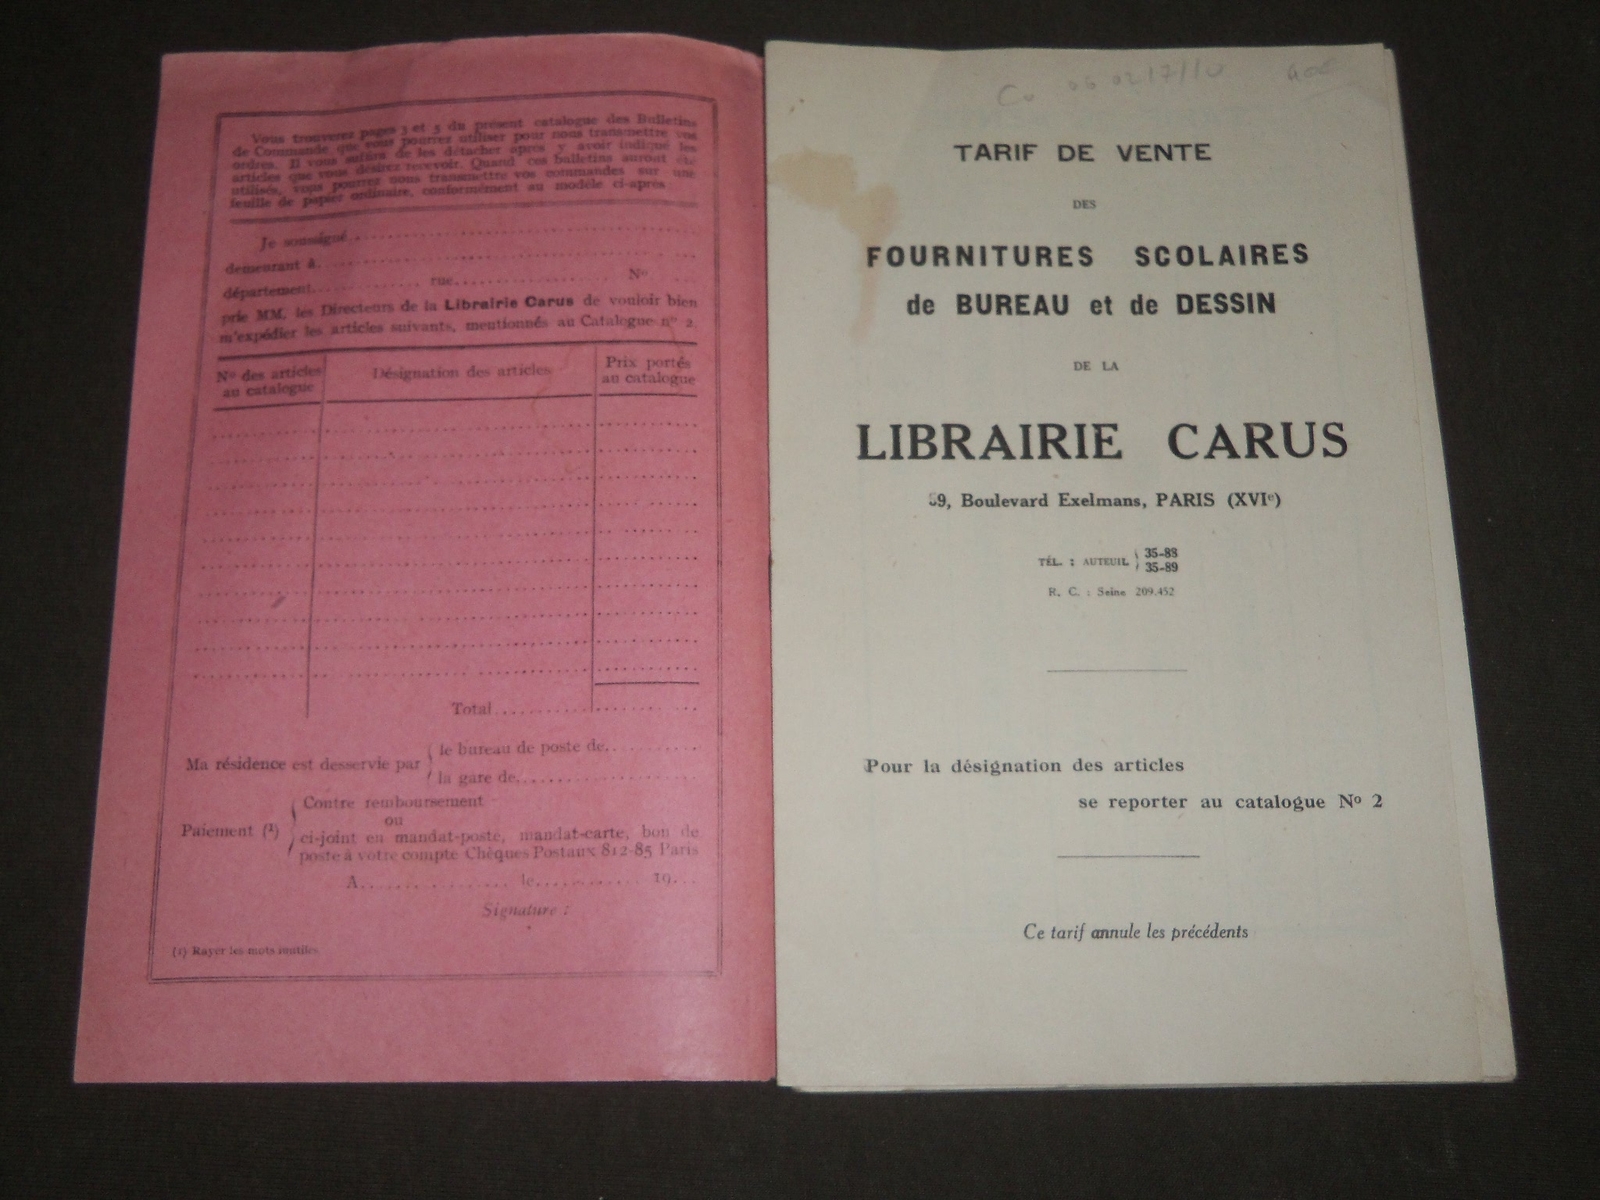 Vous trouverez pages 3 et 5 du présent catalogue des Bulletins
de Commande que vous pourrez utiliser pour nous transmettre vos
ordres. Il vous suffira de les détacher après y avoir indiqué les
articles que vous désirez recevoir. Quand ces bulletins auront été
utilisés, vous pourrez nous transmettre vos commandes sur une
feuille de papier ordinaire, conformément au modèle ci-après
Je soussigné
demeurant à
département rue Nº
prie MM. les Directeurs de la Librairie Carus de vouloir bien
m'expédier les articles suivants, mentionnés au Catalogue nº 2.
Nº des articles
au catalogue
Désignation des articles
Prix portés
au catalogue
Total
Ma résidence est desservie par
le bureau de poste de
la gare de
Paiement (1)
Contre remboursement
ou
ci-joint en mandat-poste, mandat-carte, bon de
poste à votre compte Chèques Postaux 812-85 Paris
A le 19
Signature :
(1) Rayer les mots inutiles
TARIF DE VENTE
DES
FOURNITURES SCOLAIRES
de BUREAU et de DESSIN
DE LA
LIBRAIRIE CARUS
9, Boulevard Exelmans, PARIS (XVIe)
TÉL. : AUTEUIL 35-88
35-89
R. C. : Seine 209.452
Pour la désignation des articles
se reporter au catalogue Nº 2
Ce tarif annule les précédents